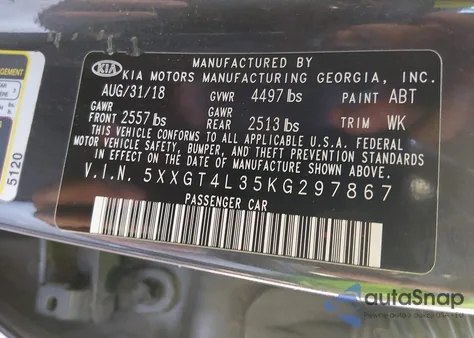 MANUFACTURED BY
KIA KIA MOTORS MANUFACTURING GEORGIA, INC.
AUG/31/18 GVWR 4497 lbs PAINT ABT
GAWR FRONT 2557 lbs GAWR REAR 2513 lbs TRIM WK
THIS VEHICLE CONFORMS TO ALL APPLICABLE U.S.A. FEDERAL
MOTOR VEHICLE SAFETY, BUMPER, AND THEFT PREVENTION STANDARDS
IN EFFECT ON THE DATE OF MANUFACTURE SHOWN ABOVE.
V.I.N. 5XXGT4L35KG297867
PASSENGER CAR
5120
autoSnap